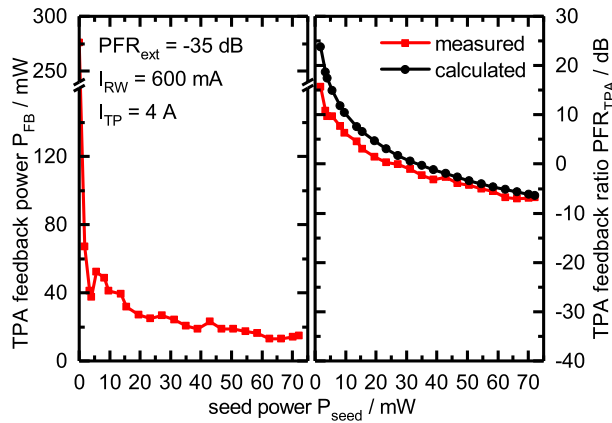 300
250
120
80
40
0
TPA feedback power P_FB / mW
PFR_ext = -35 dB
I_RW = 600 mA
I_TP = 4 A
measured
calculated
30
20
10
0
-10
-20
-30
-40
TPA feedback ratio PFR_TPA / dB
0 10 20 30 40 50 60 70
0 10 20 30 40 50 60 70
seed power P_seed / mW